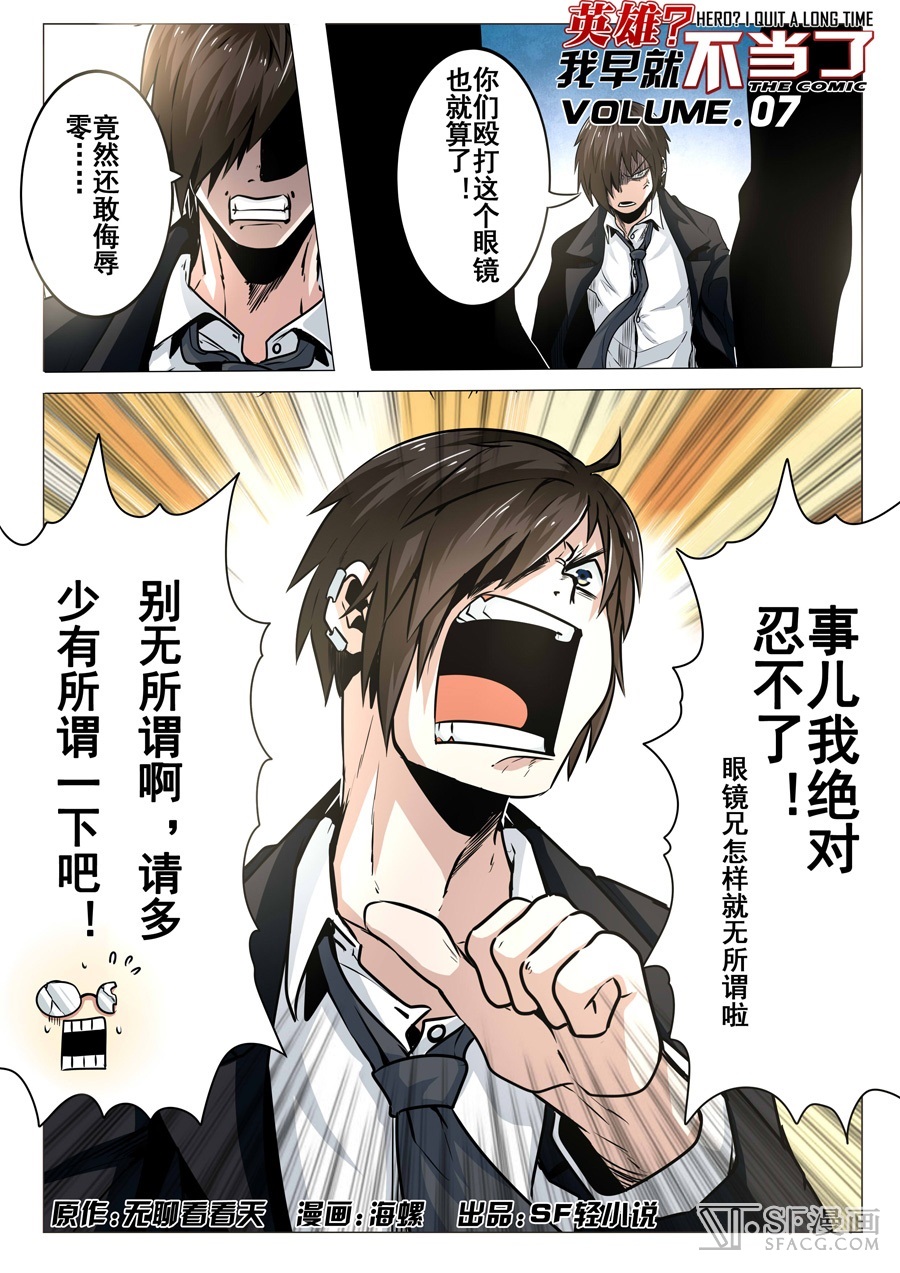 英雄?
HERO? I QUIT A LONG TIME
我早就
不当了
THE COMIC
VOLUME.07
你们殴打这个眼镜
也就算了!
竟然还敢侮辱
零……
事儿我绝对
忍不了!
眼镜兄怎样就无所谓啦
别无所谓啊,请多
少有所谓一下吧!
原作:无聊看看天 漫画:海螺 出品:SF轻小说
SF漫画
SFACG.COM